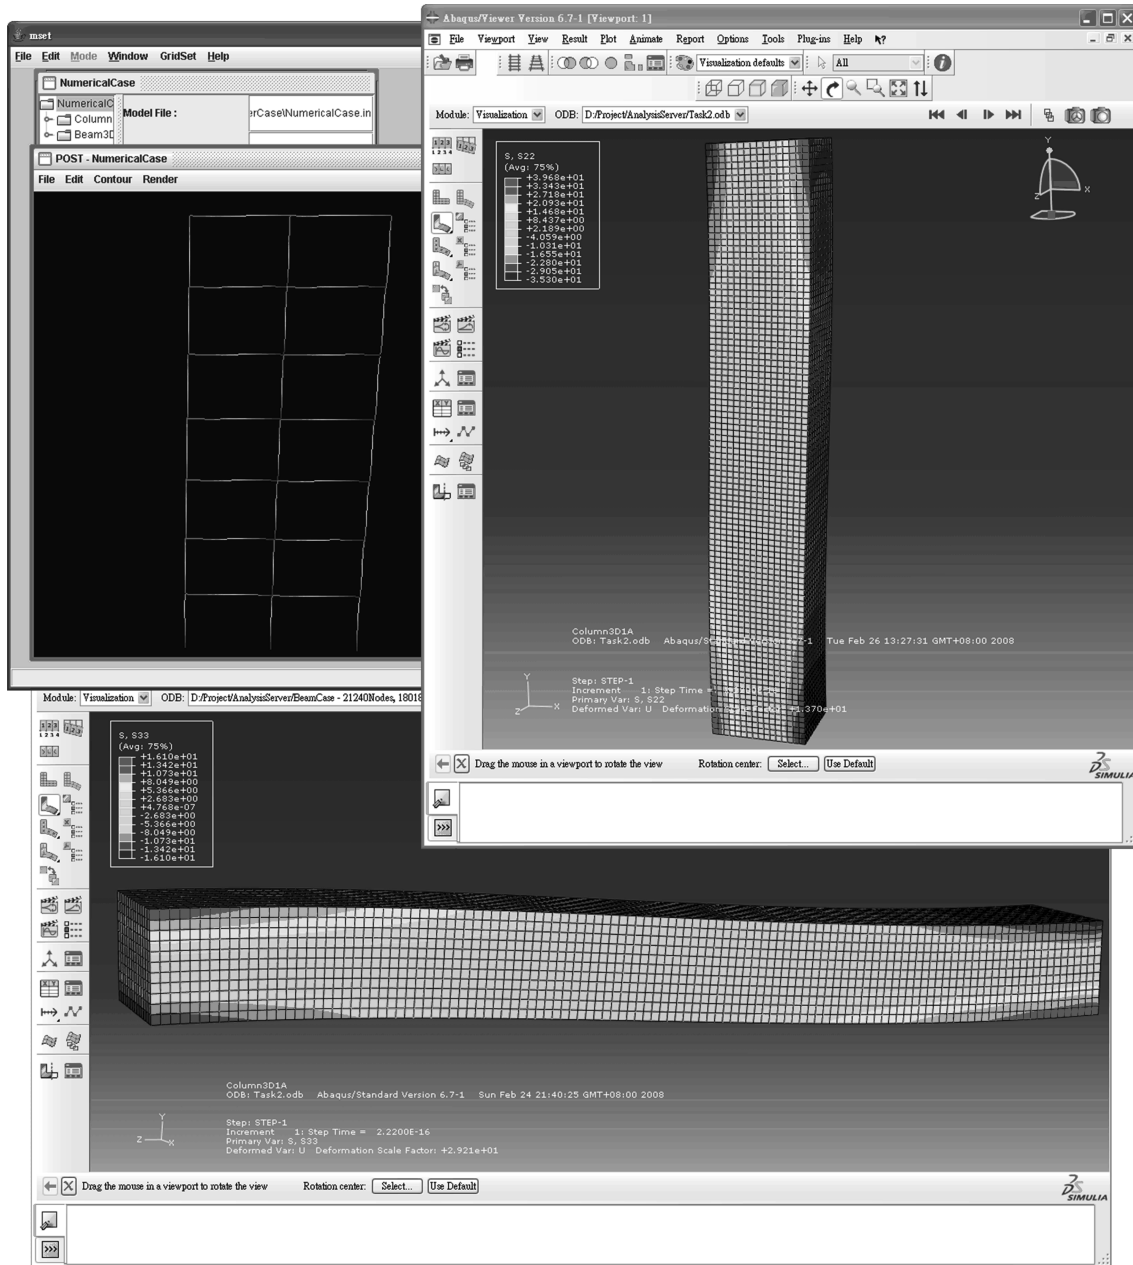 mset
File Edit Mode Window GridSet Help
NumericalCase
NumericalC
Column
Beam3D
Model File :
erCase\NumericalCase.in
POST - NumericalCase
File Edit Contour Render
Abaqus/Viewer Version 6.7-1 [Viewport: 1]
File Viewport View Result Plot Animate Report Options Tools Plug-ins Help
Visualization defaults
All
Module: Visualization ODB: D:/Project/AnalysisServer/Task2.odb
S, S22
(Avg: 75%)
+3.968e+01
+3.343e+01
+2.718e+01
+2.093e+01
+1.468e+01
+8.437e+00
+2.189e+00
-4.059e+00
-1.031e+01
-1.655e+01
-2.280e+01
-2.905e+01
-3.530e+01
Y
X
Z
Column3D1A
ODB: Task2.odb Tue Feb 26 13:27:31 GMT+08:00 2008
Y
X
Z
Step: STEP-1
Increment 1: Step Time =
Primary Var: S, S22
Deformed Var: U +1.370e+01
Drag the mouse in a viewport to rotate the view Rotation center: Select... Use Default
SIMULIA
Module: Visualization ODB: D:/Project/AnalysisServer/BeamCase - 21240Nodes, 18018
S, S33
(Avg: 75%)
+1.610e+01
+1.342e+01
+1.073e+01
+8.049e+00
+5.366e+00
+2.683e+00
+4.768e-07
-2.683e+00
-5.366e+00
-8.049e+00
-1.073e+01
-1.342e+01
-1.610e+01
Column3D1A
ODB: Task2.odb Abaqus/Standard Version 6.7-1 Sun Feb 24 21:40:25 GMT+08:00 2008
Y
Z
X
Step: STEP-1
Increment 1: Step Time = 2.2200E-16
Primary Var: S, S33
Deformed Var: U Deformation Scale Factor: +2.921e+01
Drag the mouse in a viewport to rotate the view Rotation center: Select... Use Default
SIMULIA